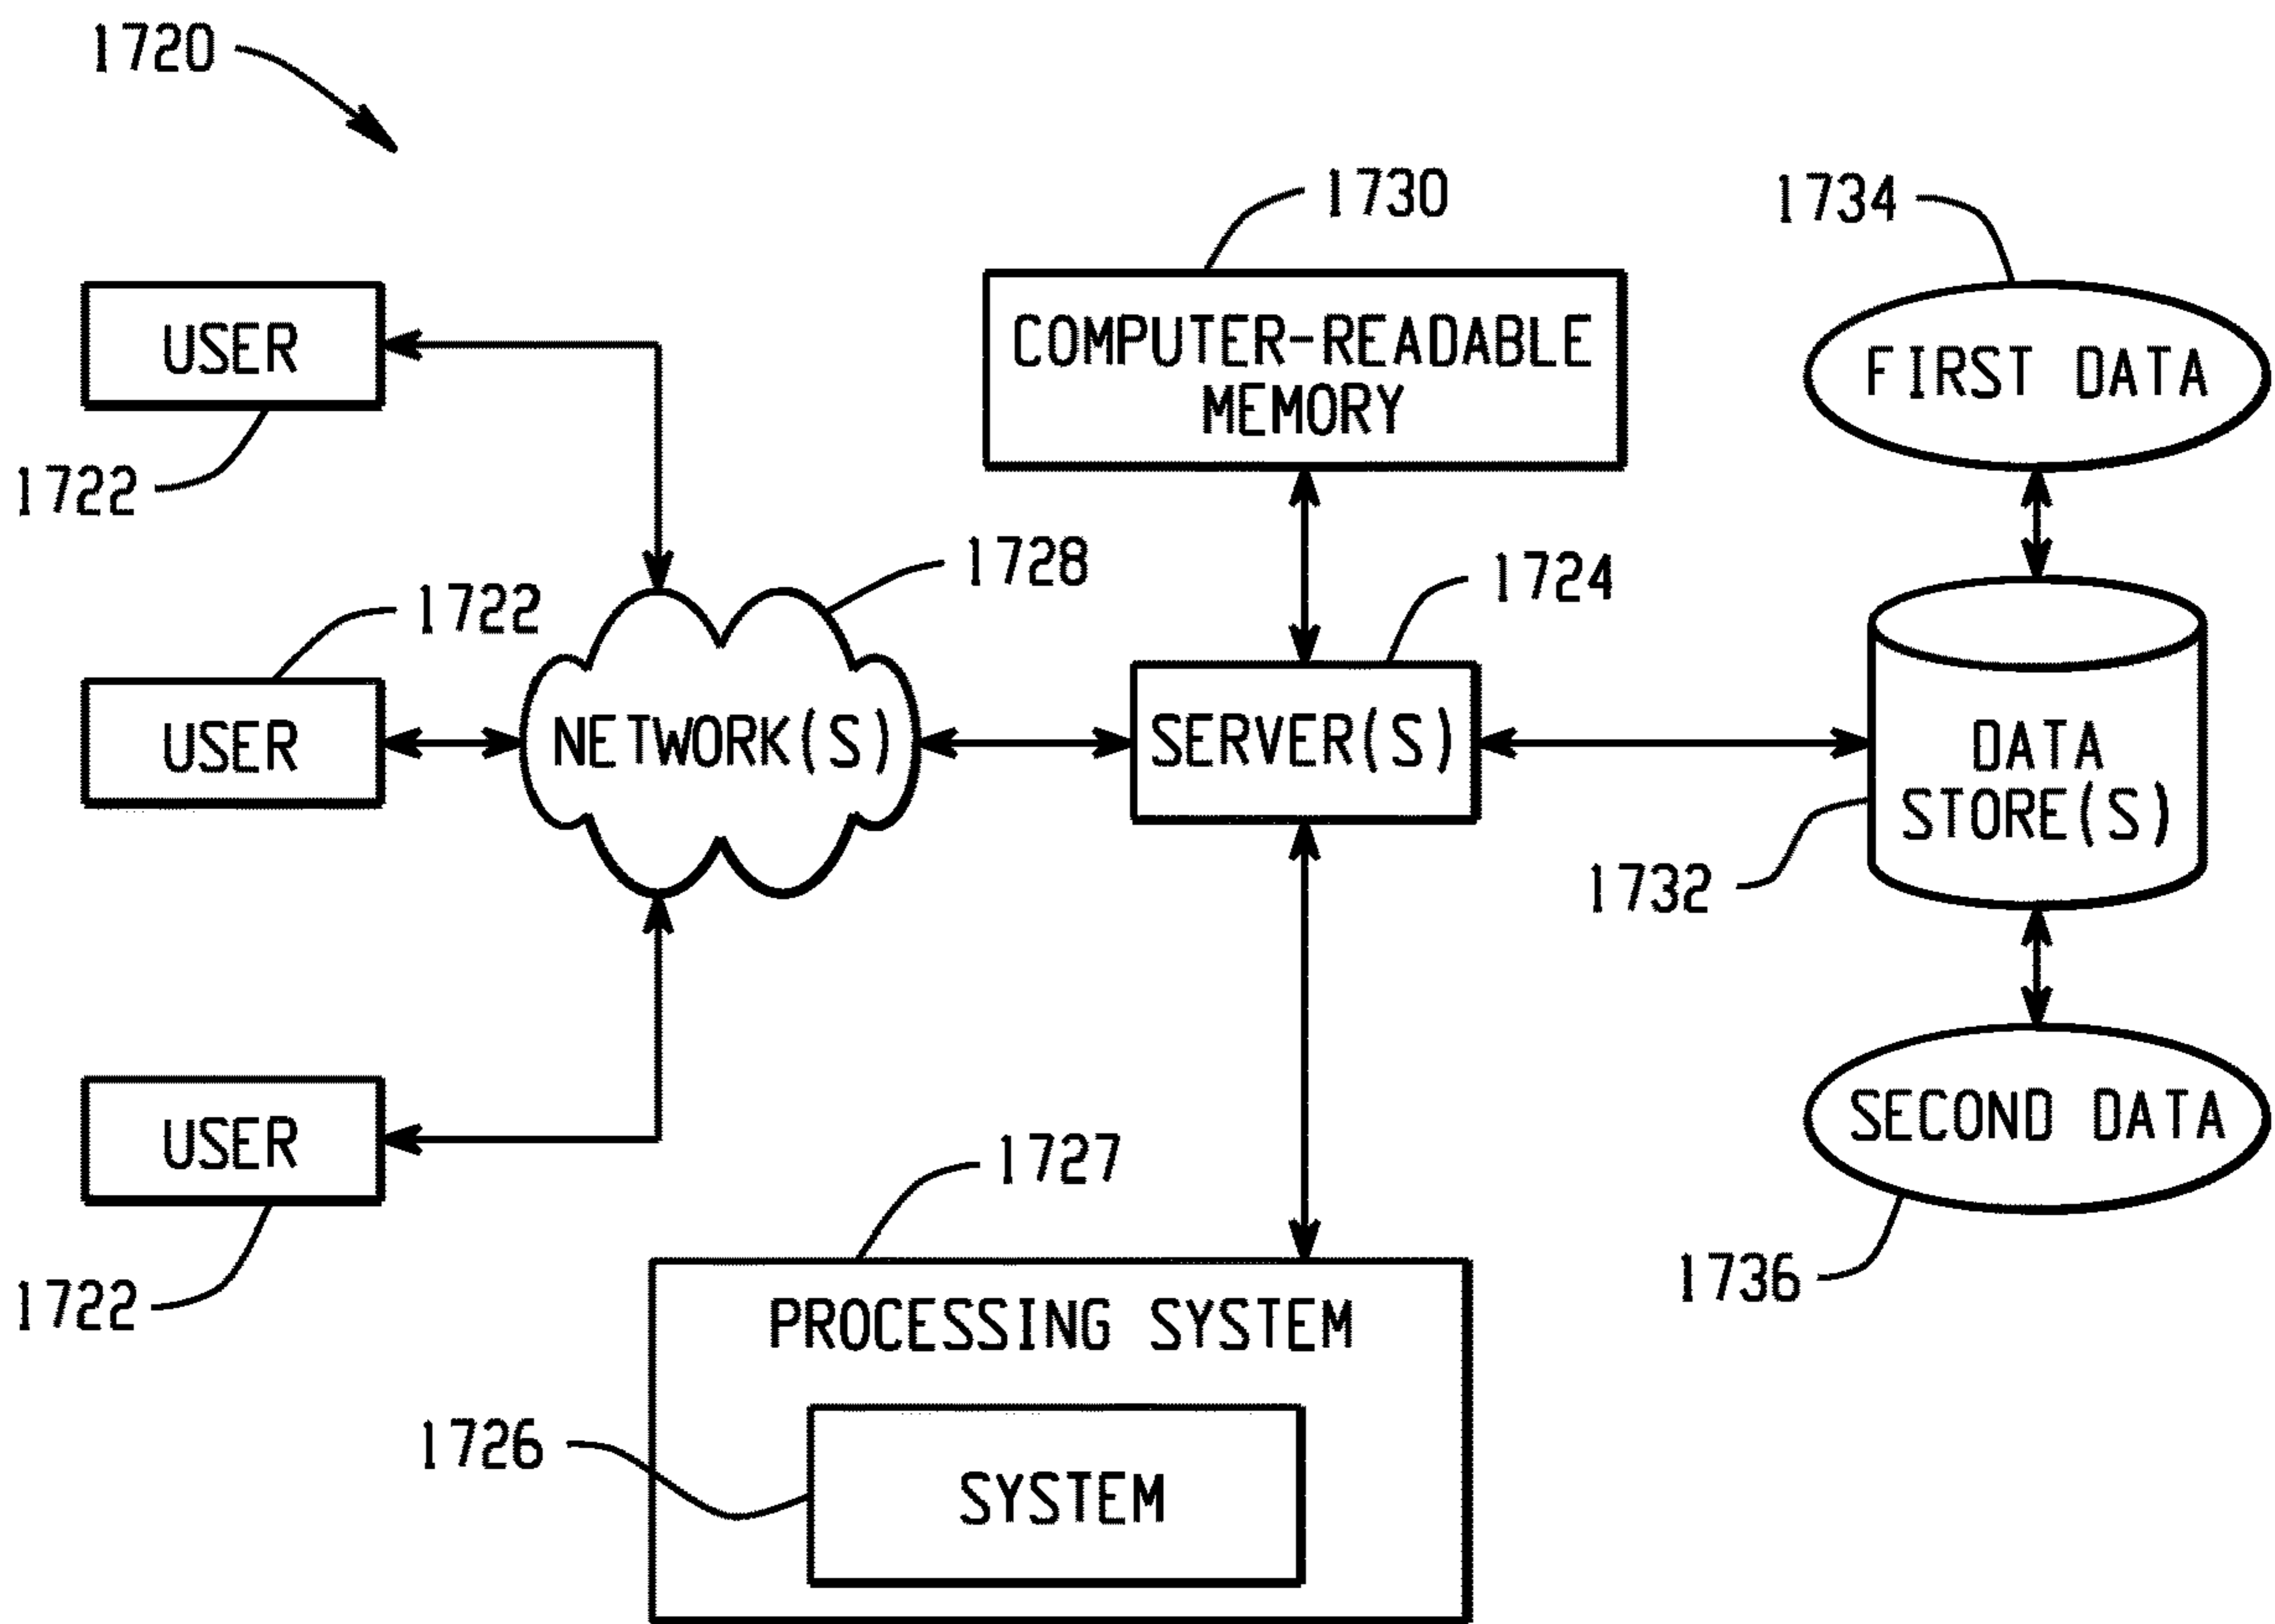 1720
1730
1734
USER
COMPUTER-READABLE
MEMORY
FIRST DATA
1722
1728
1724
1722
USER
NETWORK(S)
SERVER(S)
DATA
STORE(S)
1732
USER
SECOND DATA
1727
1722
1736
PROCESSING SYSTEM
1726
SYSTEM